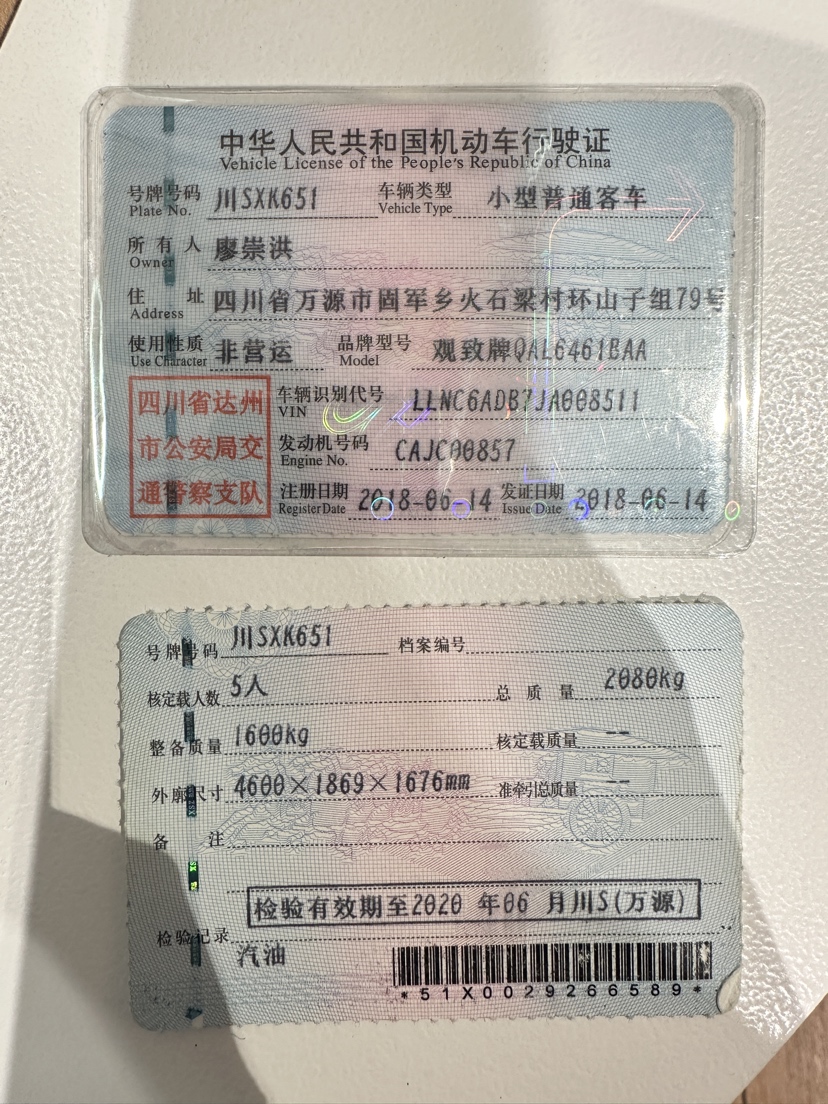 中华人民共和国机动车行驶证
Vehicle License of the People's Republic of China
号牌号码 川SXK651 车辆类型 小型普通客车
Plate No. Vehicle Type
所有人 廖崇洪
Owner
住址 四川省万源市固军乡火石梁村环山子组79号
Address
使用性质 非营运 品牌型号 观致牌QAL6461BAA
Use Character Model
四川省达州
市公安局交
通警察支队
车辆识别代号 LLNC6ADB7JA008511
VIN
发动机号码 CAJC00857
Engine No.
注册日期 2018-06-14 发证日期 2018-06-14
Register Date Issue Date
号牌号码 川SXK651 档案编号
核定载人数 5人 总质量 2080kg
整备质量 1600kg 核定载质量 --
外廓尺寸 4600×1869×1676mm 准牵引总质量 --
备注
检验有效期至2020 年06 月川S(万源)
检验记录
汽油
*51X0029266589*